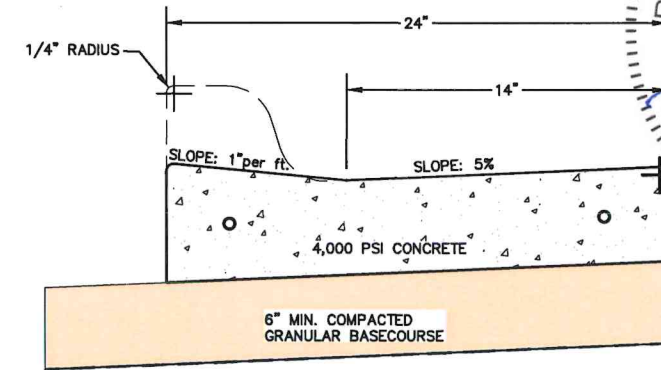 24"
1/4" RADIUS
14"
SLOPE: 1"per ft.
SLOPE: 5%
4,000 PSI CONCRETE
6" MIN. COMPACTED
GRANULAR BASECOURSE